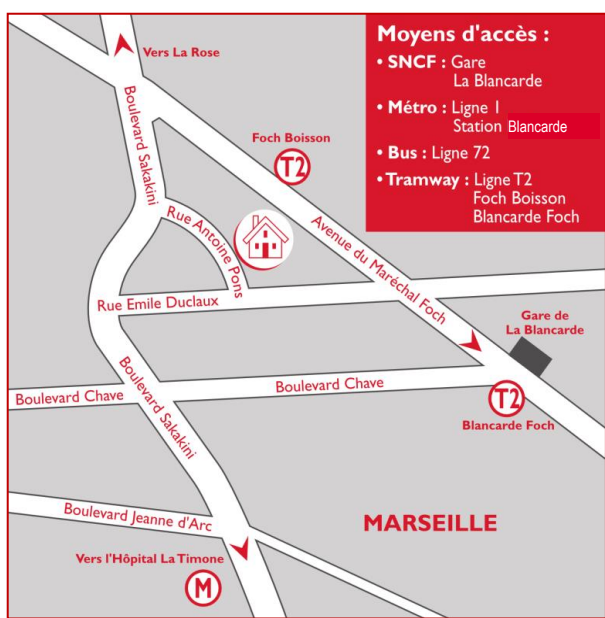 Moyens d'accès :
• SNCF : Gare
La Blancarde
• Métro : Ligne 1
Station Blancarde
• Bus : Ligne 72
• Tramway : Ligne T2
Foch Boisson
Blancarde Foch
Vers La Rose
Boulevard Sakakini
Foch Boisson
T2
Rue Antoine Pons
Avenue du Maréchal Foch
Rue Emile Duclaux
Gare de
La Blancarde
Boulevard Sakakini
Boulevard Chave
Boulevard Chave
T2
Blancarde Foch
Boulevard Jeanne d'Arc
MARSEILLE
Vers l'Hôpital La Timone
M